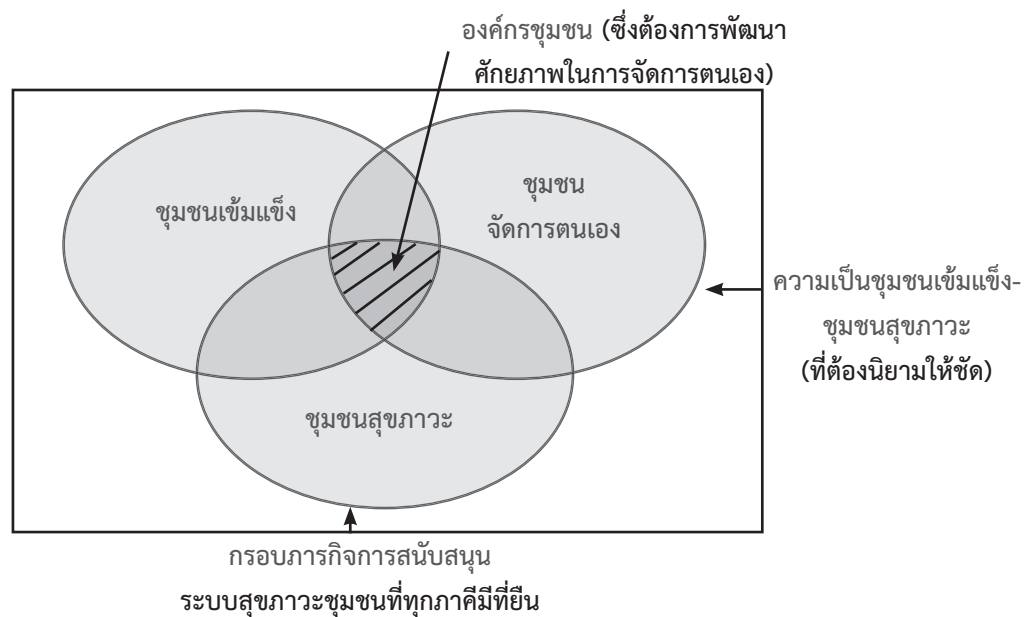 องค์กรชุมชน (ซึ่งต้องการพัฒนา
ศักยภาพในการจัดการตนเอง)
ชุมชนเข้มแข็ง
ชุมชน
จัดการตนเอง
ความเป็นชุมชนเข้มแข็ง-
ชุมชนสุขภาวะ
(ที่ต้องนิยามให้ชัด)
ชุมชนสุขภาวะ
กรอบภารกิจการสนับสนุน
ระบบสุขภาวะชุมชนที่ทุกภาคีมีที่ยืน